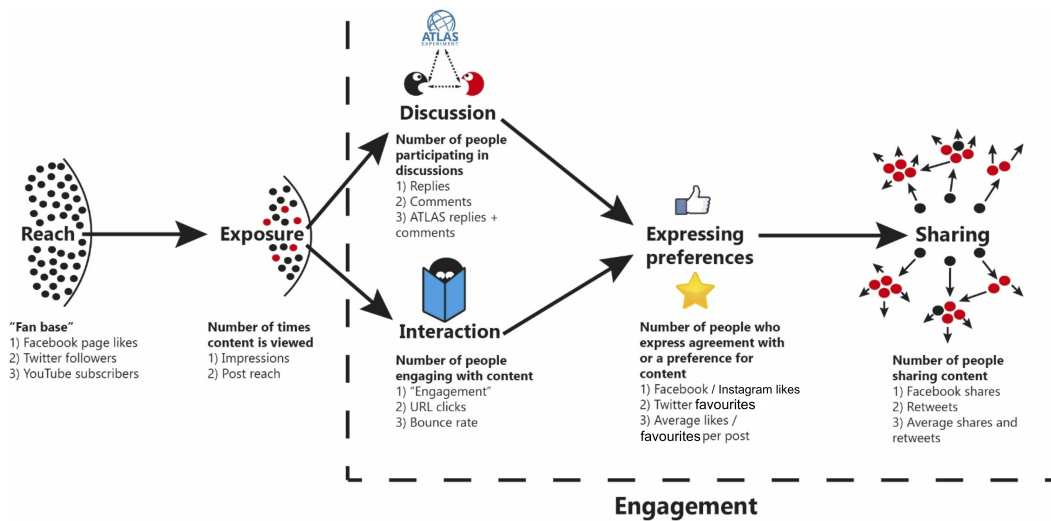 ATLAS
EXPERIMENT
Discussion
Number of people
participating in
discussions
1) Replies
2) Comments
3) ATLAS replies +
comments
Reach
"Fan base"
1) Facebook page likes
2) Twitter followers
3) YouTube subscribers
Exposure
Number of times
content is viewed
1) Impressions
2) Post reach
Interaction
Number of people
engaging with content
1) "Engagement"
2) URL clicks
3) Bounce rate
Expressing
preferences
Number of people who
express agreement with
or a preference for
content
1) Facebook / Instagram likes
2) Twitter favourites
3) Average likes /
favourites per post
Sharing
Number of people
sharing content
1) Facebook shares
2) Retweets
3) Average shares and
retweets
Engagement